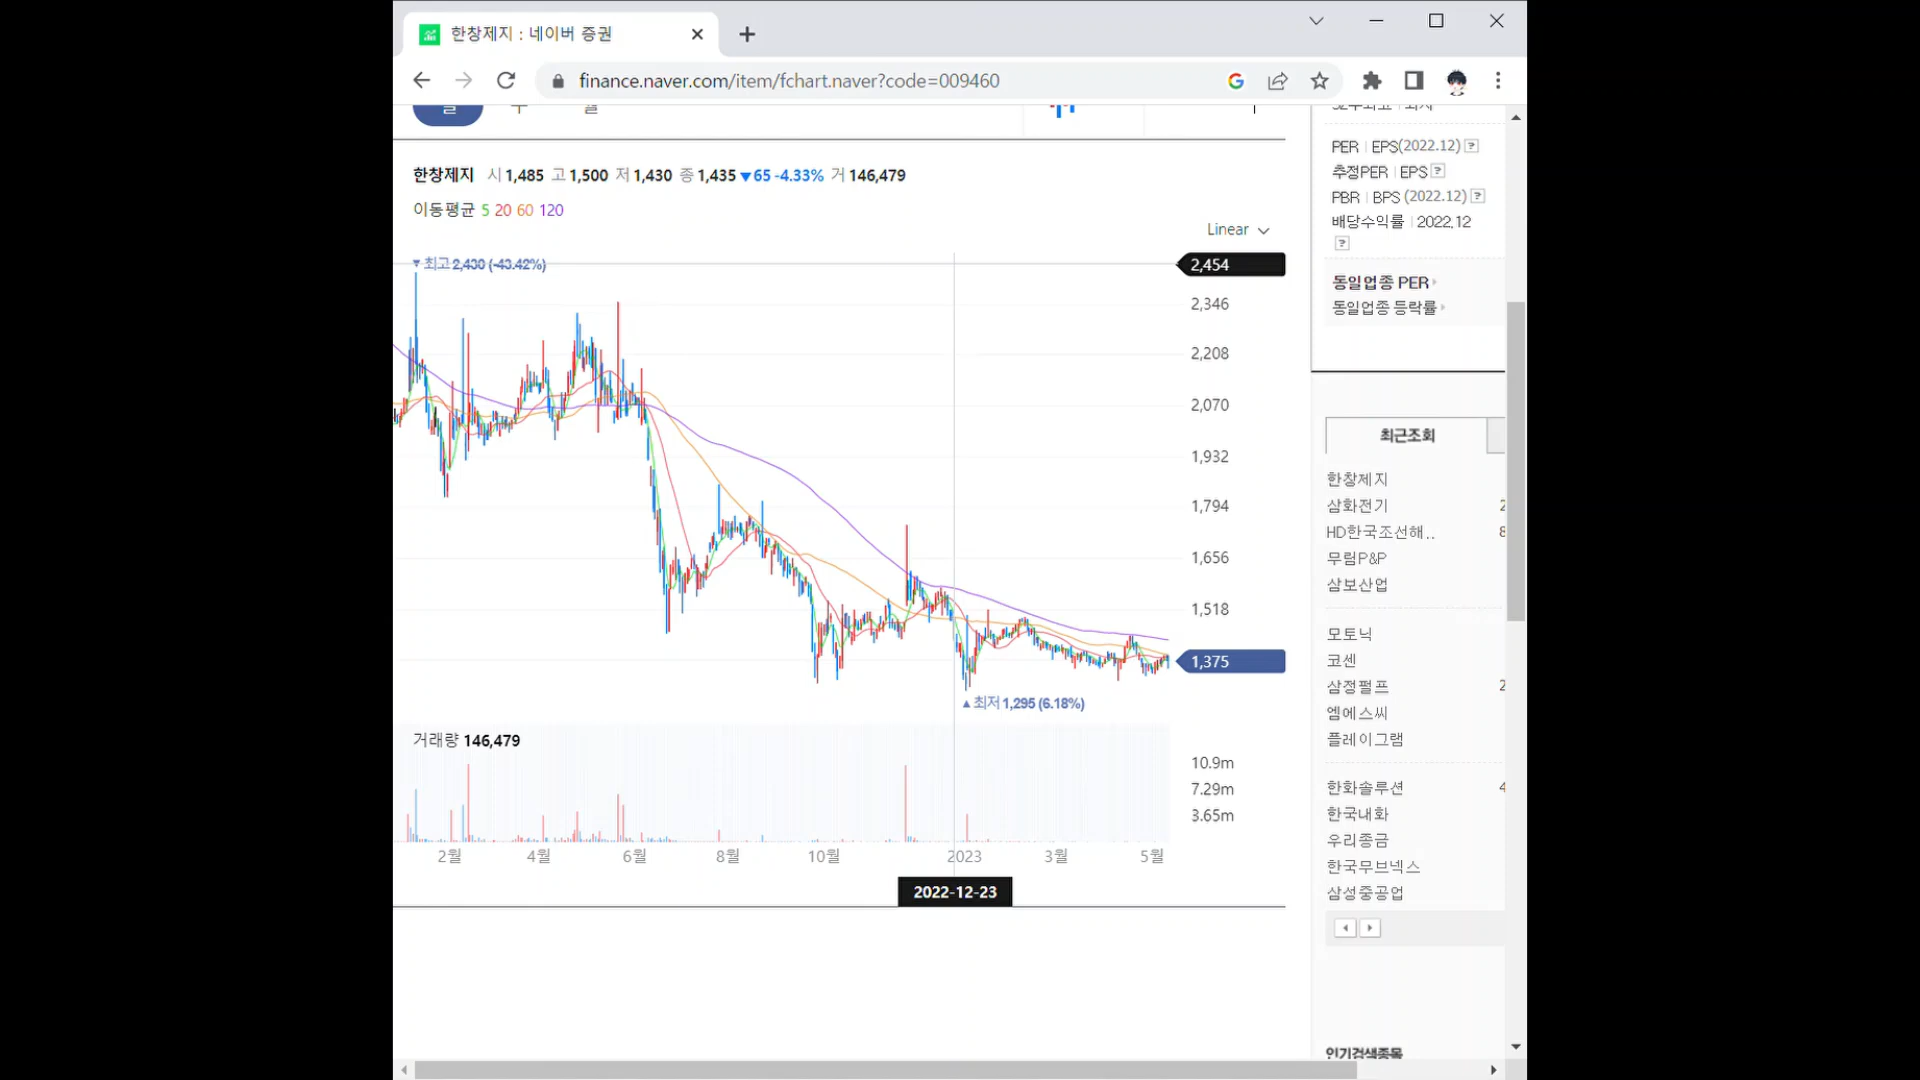 한창제지 : 네이버 증권
finance.naver.com/item/fchart.naver?code=009460
한창제지 시 1,485 고 1,500 저 1,430 종 1,435 ▼65 -4.33% 거 146,479
이동평균 5 20 60 120
Linear
▼최고 2,430 (-43.42%)
2,454
2,346
2,208
2,070
1,932
1,794
1,656
1,518
1,375
▲최저 1,295 (6.18%)
거래량 146,479
10.9m
7.29m
3.65m
2월 4월 6월 8월 10월 2023 3월 5월
2022-12-23
PER | EPS(2022.12) ?
추정PER | EPS ?
PBR | BPS (2022.12) ?
배당수익률 | 2022.12
?
동일업종 PER
동일업종 등락률
최근조회
한창제지
삼화전기 2
HD한국조선해.. 8
무림P&P
삼보산업
모토닉
코센
삼정펄프 2
엠에스씨
플레이그램
한화솔루션 4
한국내화
우리종금
한국무브넥스
삼성중공업
인기검색종목